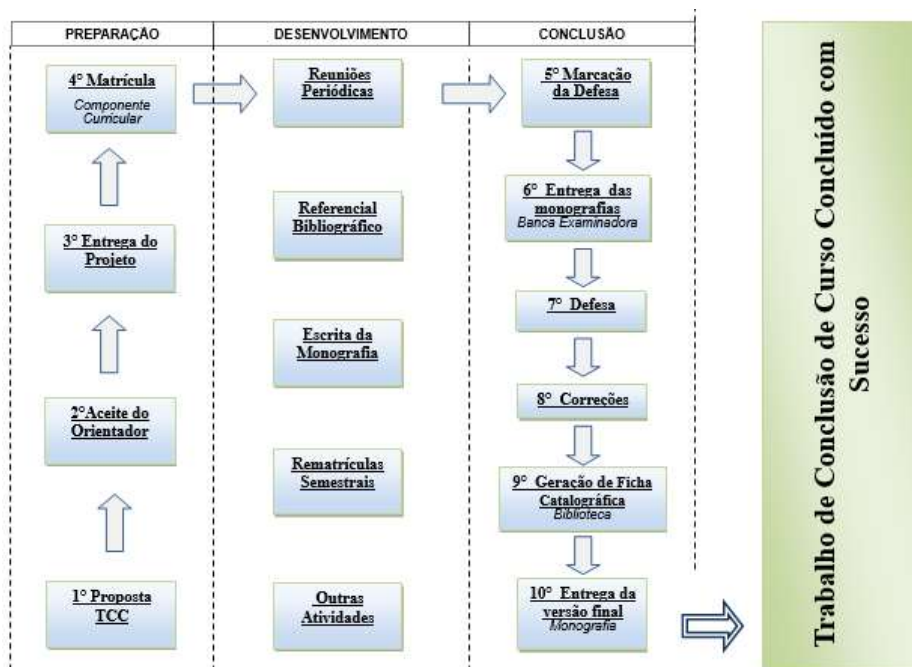 PREPARAÇÃO
DESENVOLVIMENTO
CONCLUSÃO
4° Matrícula
Componente
Curricular
3° Entrega do
Projeto
2°Aceite do
Orientador
1° Proposta
TCC
Reuniões
Periódicas
Referencial
Bibliográfico
Escrita da
Monografia
Rematrículas
Semestrais
Outras
Atividades
5° Marcação
da Defesa
6° Entrega das
monografias
Banca Examinadora
7° Defesa
8° Correções
9° Geração de Ficha
Catalográfica
Biblioteca
10° Entrega da
versão final
Monografia
Trabalho de Conclusão de Curso Concluído com
Sucesso